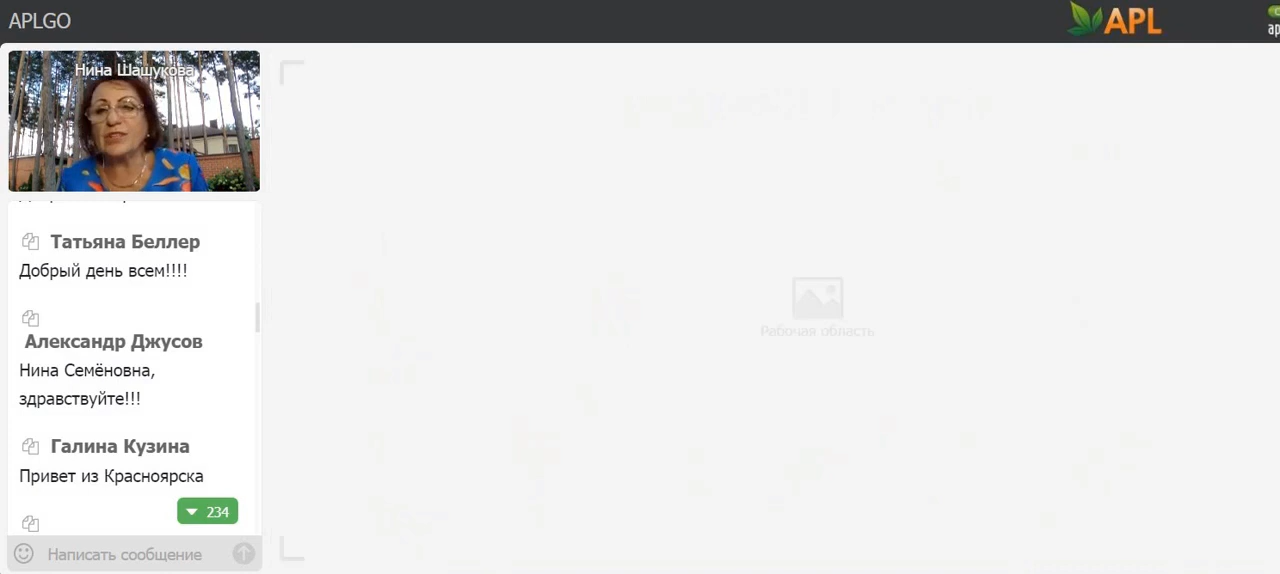 APLGO
APL
Нина Шашукова
Татьяна Беллер
Добрый день всем!!!!
Александр Джусов
Нина Семёновна,
здравствуйте!!!
Галина Кузина
Привет из Красноярска
234
Написать сообщение
Рабочая область